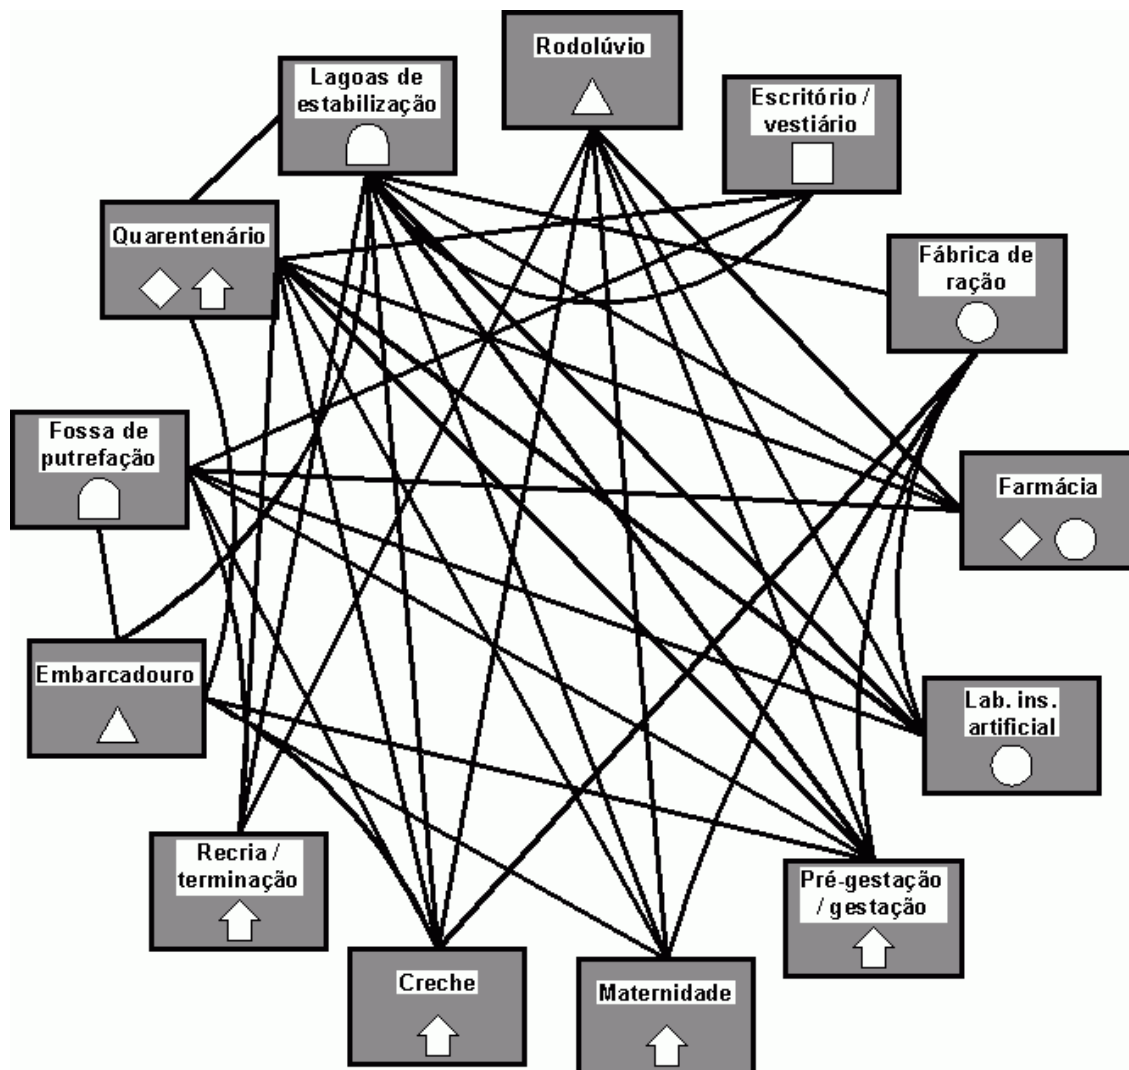 Rodolúvio
Lagoas de
estabilização
Escritório /
vestiário
Quarentenário
Fábrica de
ração
Fossa de
putrefação
Farmácia
Embarcadouro
Lab. ins.
artificial
Recria /
terminação
Pré-gestação
/ gestação
Creche
Maternidade